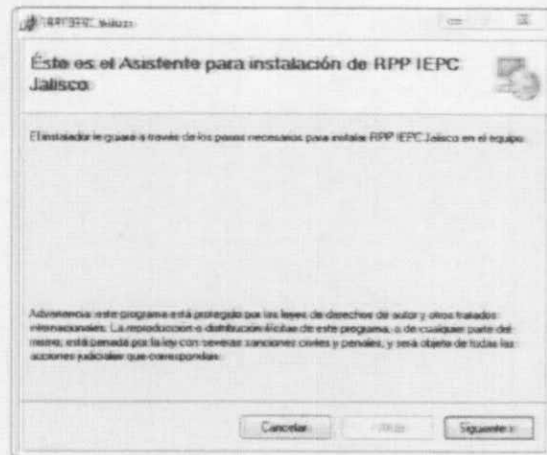 RPP IEPC Jalisco
Éste es el Asistente para instalación de RPP IEPC
Jalisco
El instalador le guiará a través de los pasos necesarios para instalar RPP IEPC Jalisco en el equipo.
Advertencia: este programa está protegido por las leyes de derechos de autor y otros tratados
internacionales. La reproducción o distribución ilícitas de este programa, o de cualquier parte del
mismo, está penada por la ley con severas sanciones civiles y penales, y será objeto de todas las
acciones judiciales que correspondan.
Cancelar
< Atrás
Siguiente >